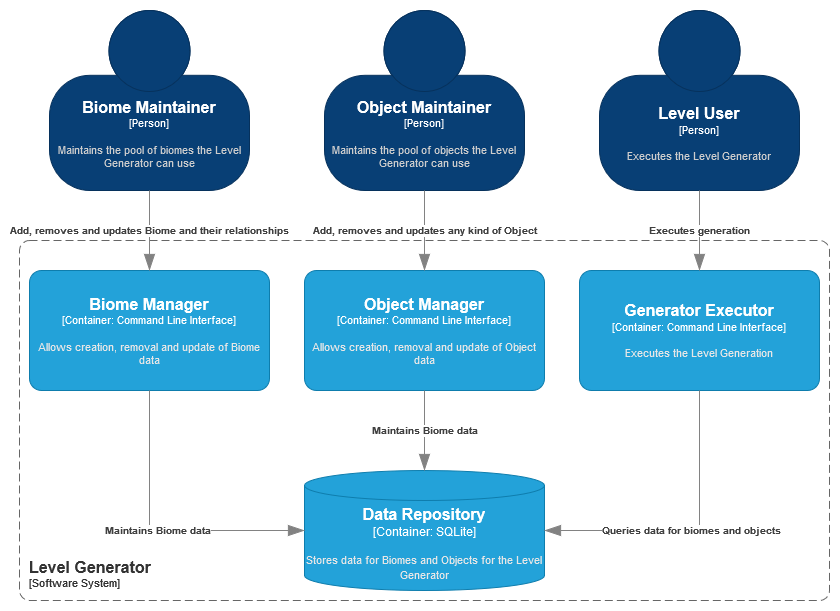 Biome Maintainer
[Person]
Maintains the pool of biomes the Level
Generator can use
Object Maintainer
[Person]
Maintains the pool of objects the Level
Generator can use
Level User
[Person]
Executes the Level Generator
Add, removes and updates Biome and their relationships
Add, removes and updates any kind of Object
Executes generation
Biome Manager
[Container: Command Line Interface]
Allows creation, removal and update of Biome
data
Object Manager
[Container: Command Line Interface]
Allows creation, removal and update of Object
data
Generator Executor
[Container: Command Line Interface]
Executes the Level Generation
Maintains Biome data
Maintains Biome data
Data Repository
[Container: SQLite]
Stores data for Biomes and Objects for the Level
Generator
Queries data for biomes and objects
Level Generator
[Software System]